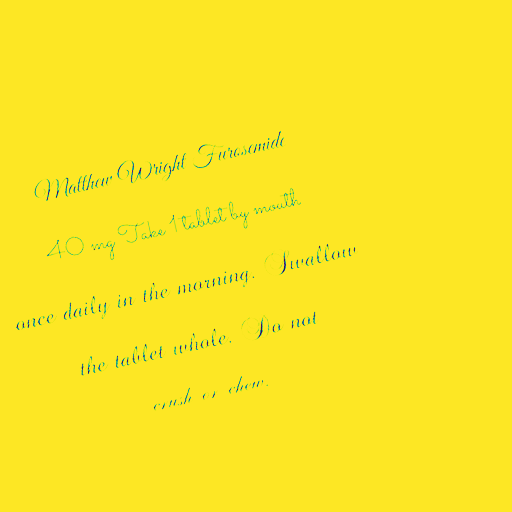 Matthew Wright Furosemide
40 mg Take 1 tablet by mouth
once daily in the morning. Swallow
the tablet whole. Do not
crush or chew.